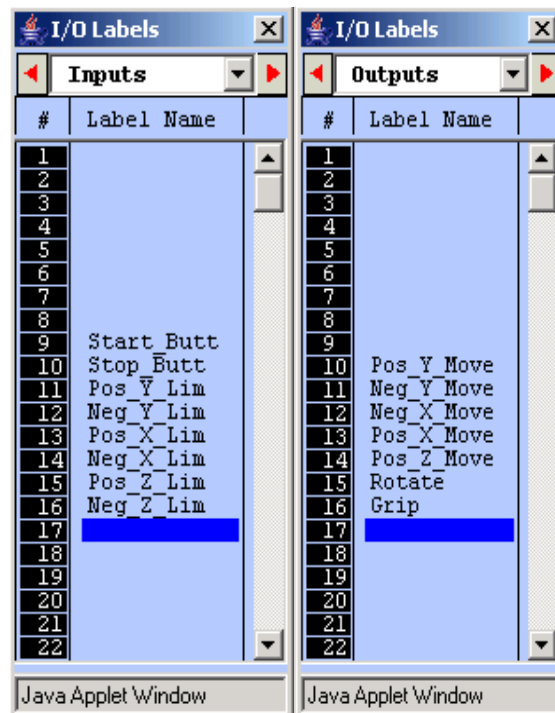 I/O Labels
Inputs
# Label Name
1
2
3
4
5
6
7
8
9 Start_Butt
10 Stop_Butt
11 Pos_Y_Lim
12 Neg_Y_Lim
13 Pos_X_Lim
14 Neg_X_Lim
15 Pos_Z_Lim
16 Neg_Z_Lim
17
18
19
20
21
22
Java Applet Window
I/O Labels
Outputs
# Label Name
1
2
3
4
5
6
7
8
9
10 Pos_Y_Move
11 Neg_Y_Move
12 Neg_X_Move
13 Pos_X_Move
14 Pos_Z_Move
15 Rotate
16 Grip
17
18
19
20
21
22
Java Applet Window